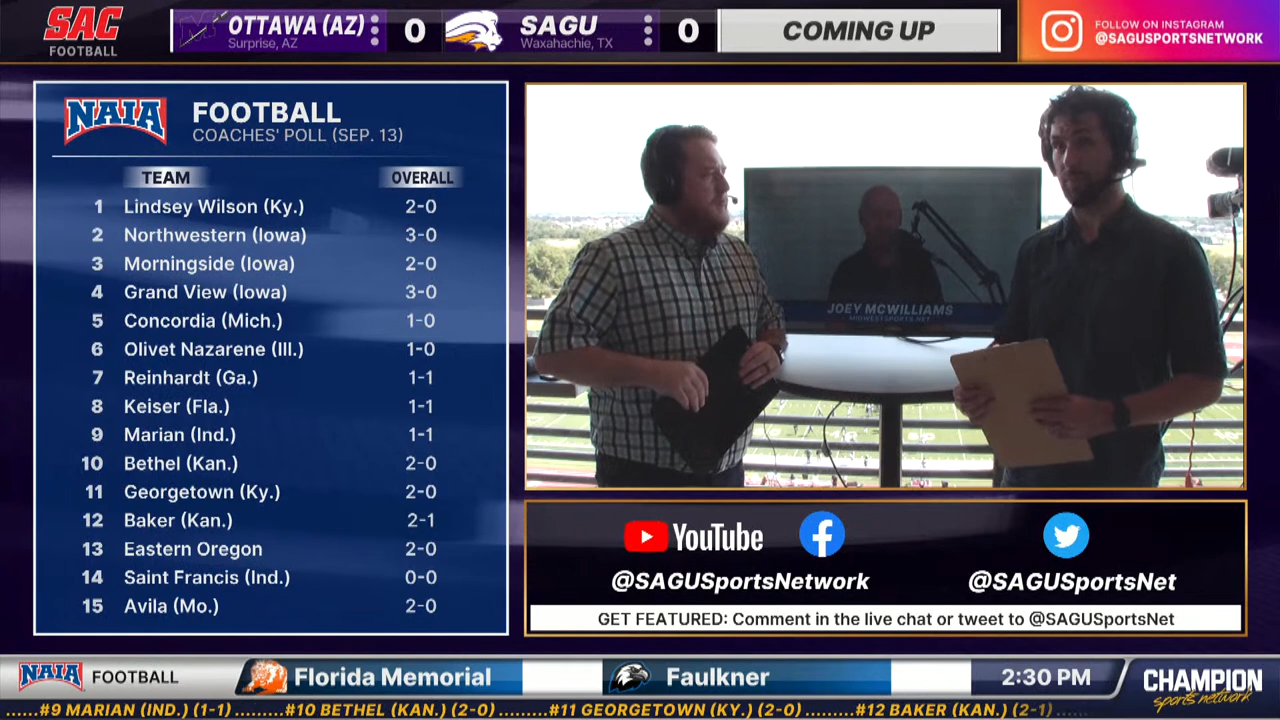 SAC
FOOTBALL
OTTAWA (AZ)
Surprise, AZ
0
SAGU
Waxahachie, TX
0
COMING UP
FOLLOW ON INSTAGRAM
@SAGUSPORTSNETWORK
NAIA
FOOTBALL
COACHES' POLL (SEP. 13)
TEAM OVERALL
1 Lindsey Wilson (Ky.) 2-0
2 Northwestern (Iowa) 3-0
3 Morningside (Iowa) 2-0
4 Grand View (Iowa) 3-0
5 Concordia (Mich.) 1-0
6 Olivet Nazarene (Ill.) 1-0
7 Reinhardt (Ga.) 1-1
8 Keiser (Fla.) 1-1
9 Marian (Ind.) 1-1
10 Bethel (Kan.) 2-0
11 Georgetown (Ky.) 2-0
12 Baker (Kan.) 2-1
13 Eastern Oregon 2-0
14 Saint Francis (Ind.) 0-0
15 Avila (Mo.) 2-0
JOEY MCWILLIAMS
MIDWESTSPORTS.NET
YouTube
@SAGUSportsNetwork
@SAGUSportsNet
GET FEATURED: Comment in the live chat or tweet to @SAGUSportsNet
NAIA FOOTBALL Florida Memorial Faulkner 2:30 PM
CHAMPION
sports network
......#9 MARIAN (IND.) (1-1) .........#10 BETHEL (KAN.) (2-0) .........#11 GEORGETOWN (KY.) (2-0) .........#12 BAKER (KAN.) (2-1) ......